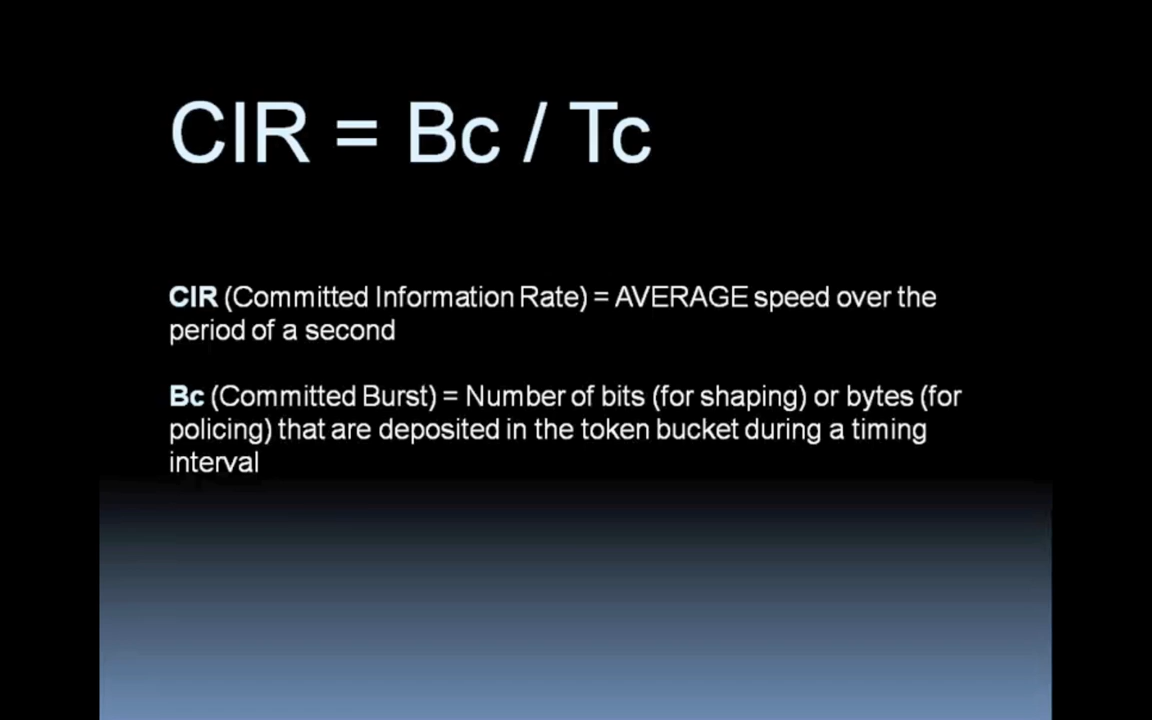 CIR = Bc / Tc
CIR (Committed Information Rate) = AVERAGE speed over the
period of a second
Bc (Committed Burst) = Number of bits (for shaping) or bytes (for
policing) that are deposited in the token bucket during a timing
interval